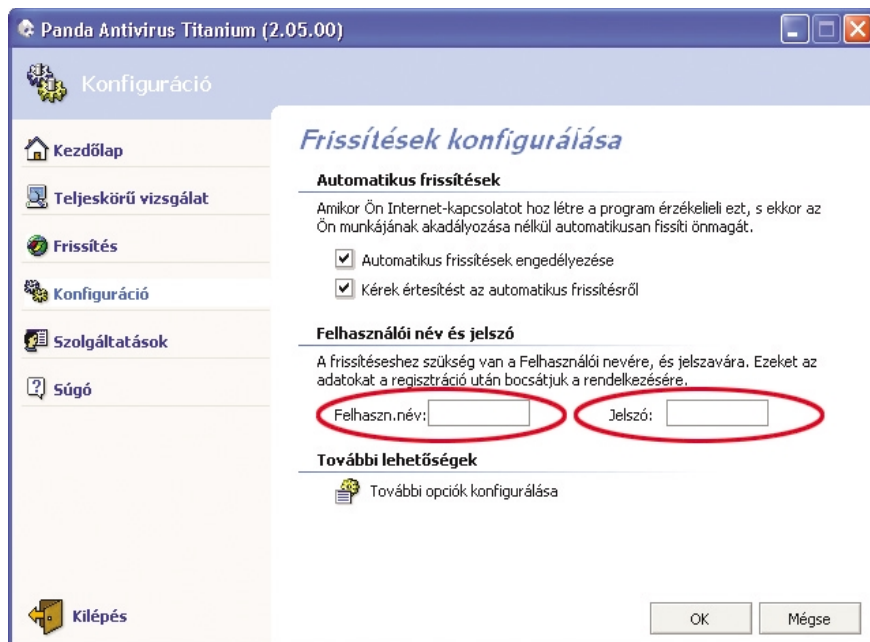 Panda Antivirus Titanium (2.05.00)
Konfiguráció
Kezdőlap
Teljeskörű vizsgálat
Frissítés
Konfiguráció
Szolgáltatások
Súgó
Kilépés
Frissítések konfigurálása
Automatikus frissítések
Amikor Ön Internet-kapcsolatot hoz létre a program érzékelieli ezt, s ekkor az
Ön munkájának akadályozása nélkül automatikusan fissíti önmagát.
Automatikus frissítések engedélyezése
Kérek értesítést az automatikus frissítésről
Felhasználói név és jelszó
A frissítéseshez szükség van a Felhasználói nevére, és jelszavára. Ezeket az
adatokat a regisztráció után bocsátjuk a rendelkezésére.
Felhaszn.név: Jelszó:
További lehetőségek
További opciók konfigurálása
OK Mégse